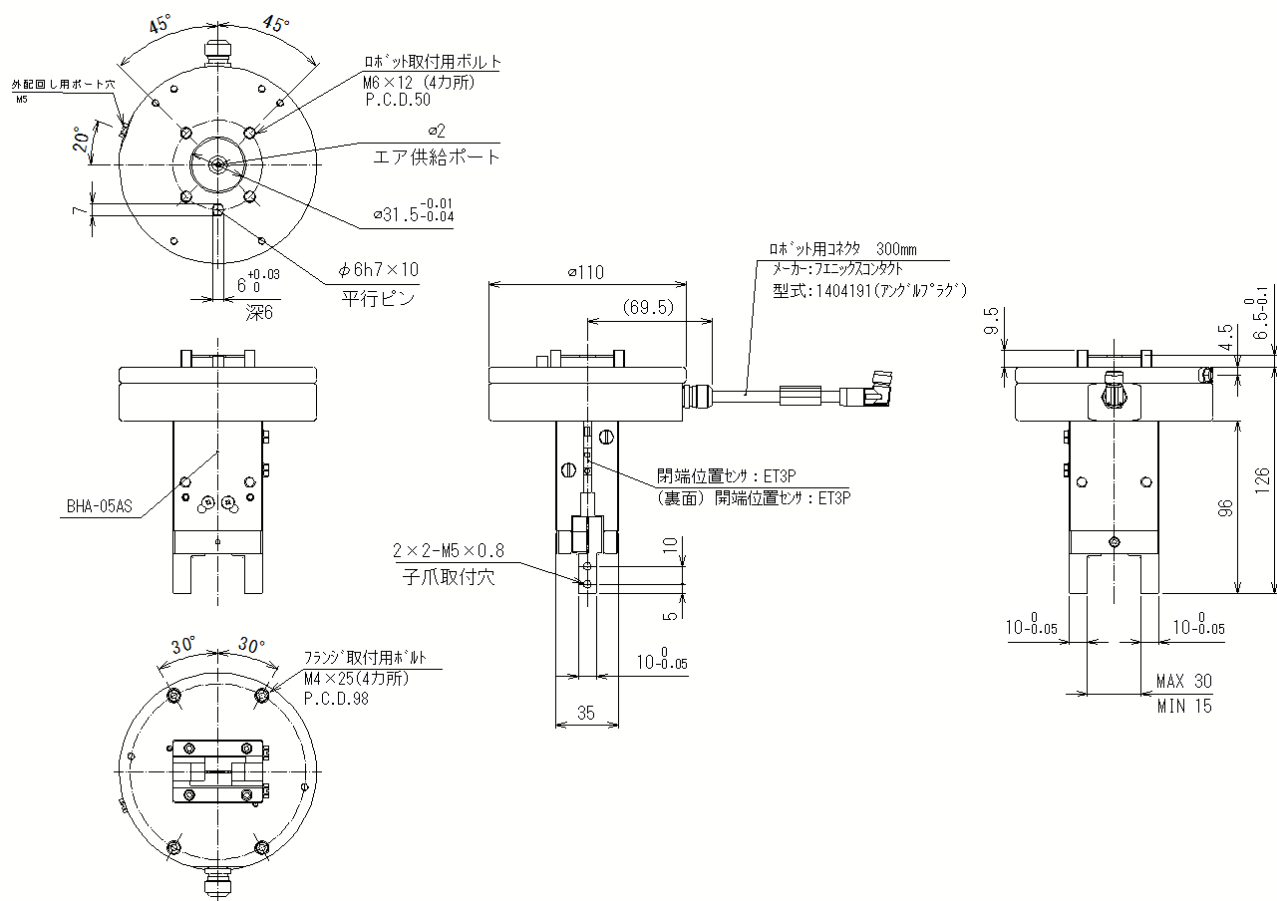 45°
45°
外配回し用ポート穴
M5
20°
7
ロボット取付用ボルト
M6×12 (4カ所)
P.C.D.50
⌀2
エア供給ポート
⌀31.5-0.01
-0.04
6+0.03
0
深6
φ6h7×10
平行ピン
⌀110
(69.5)
ロボット用コネクタ 300mm
メーカー:フエニックスコンタクト
型式:1404191(アングルプラグ)
9.5
4.5
6.5 0
-0.1
BHA-05AS
閉端位置センサ:ET3P
(裏面) 開端位置センサ:ET3P
2×2-M5×0.8
子爪取付穴
10
5
10 0
-0.05
35
96
126
10 0
-0.05
10 0
-0.05
MAX 30
MIN 15
30°
30°
フランジ取付用ボルト
M4×25(4カ所)
P.C.D.98